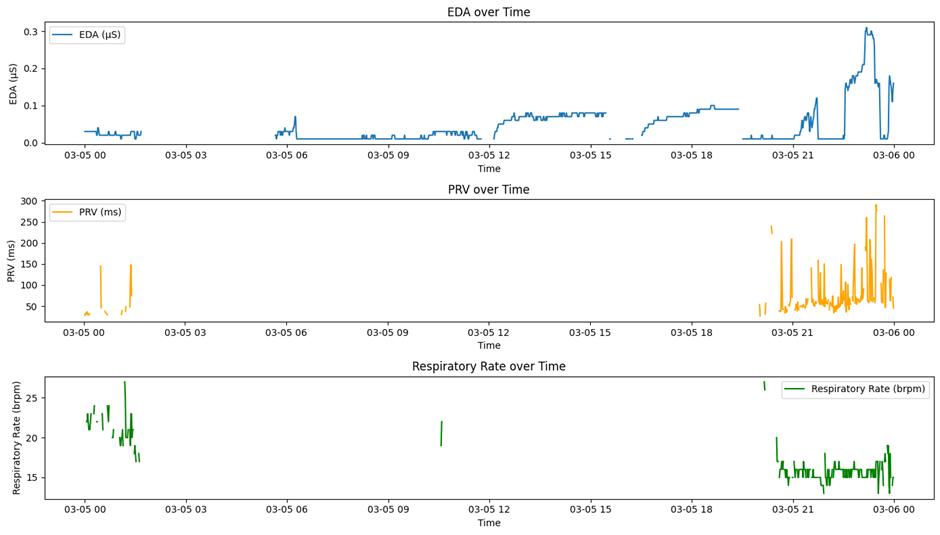 EDA over Time
EDA (µS)
EDA (µS)
0.3
0.2
0.1
0.0
03-05 00 03-05 03 03-05 06 03-05 09 03-05 12 03-05 15 03-05 18 03-05 21 03-06 00
Time
PRV over Time
PRV (ms)
PRV (ms)
300
250
200
150
100
50
03-05 00 03-05 03 03-05 06 03-05 09 03-05 12 03-05 15 03-05 18 03-05 21 03-06 00
Time
Respiratory Rate over Time
Respiratory Rate (brpm)
Respiratory Rate (brpm)
25
20
15
03-05 00 03-05 03 03-05 06 03-05 09 03-05 12 03-05 15 03-05 18 03-05 21 03-06 00
Time